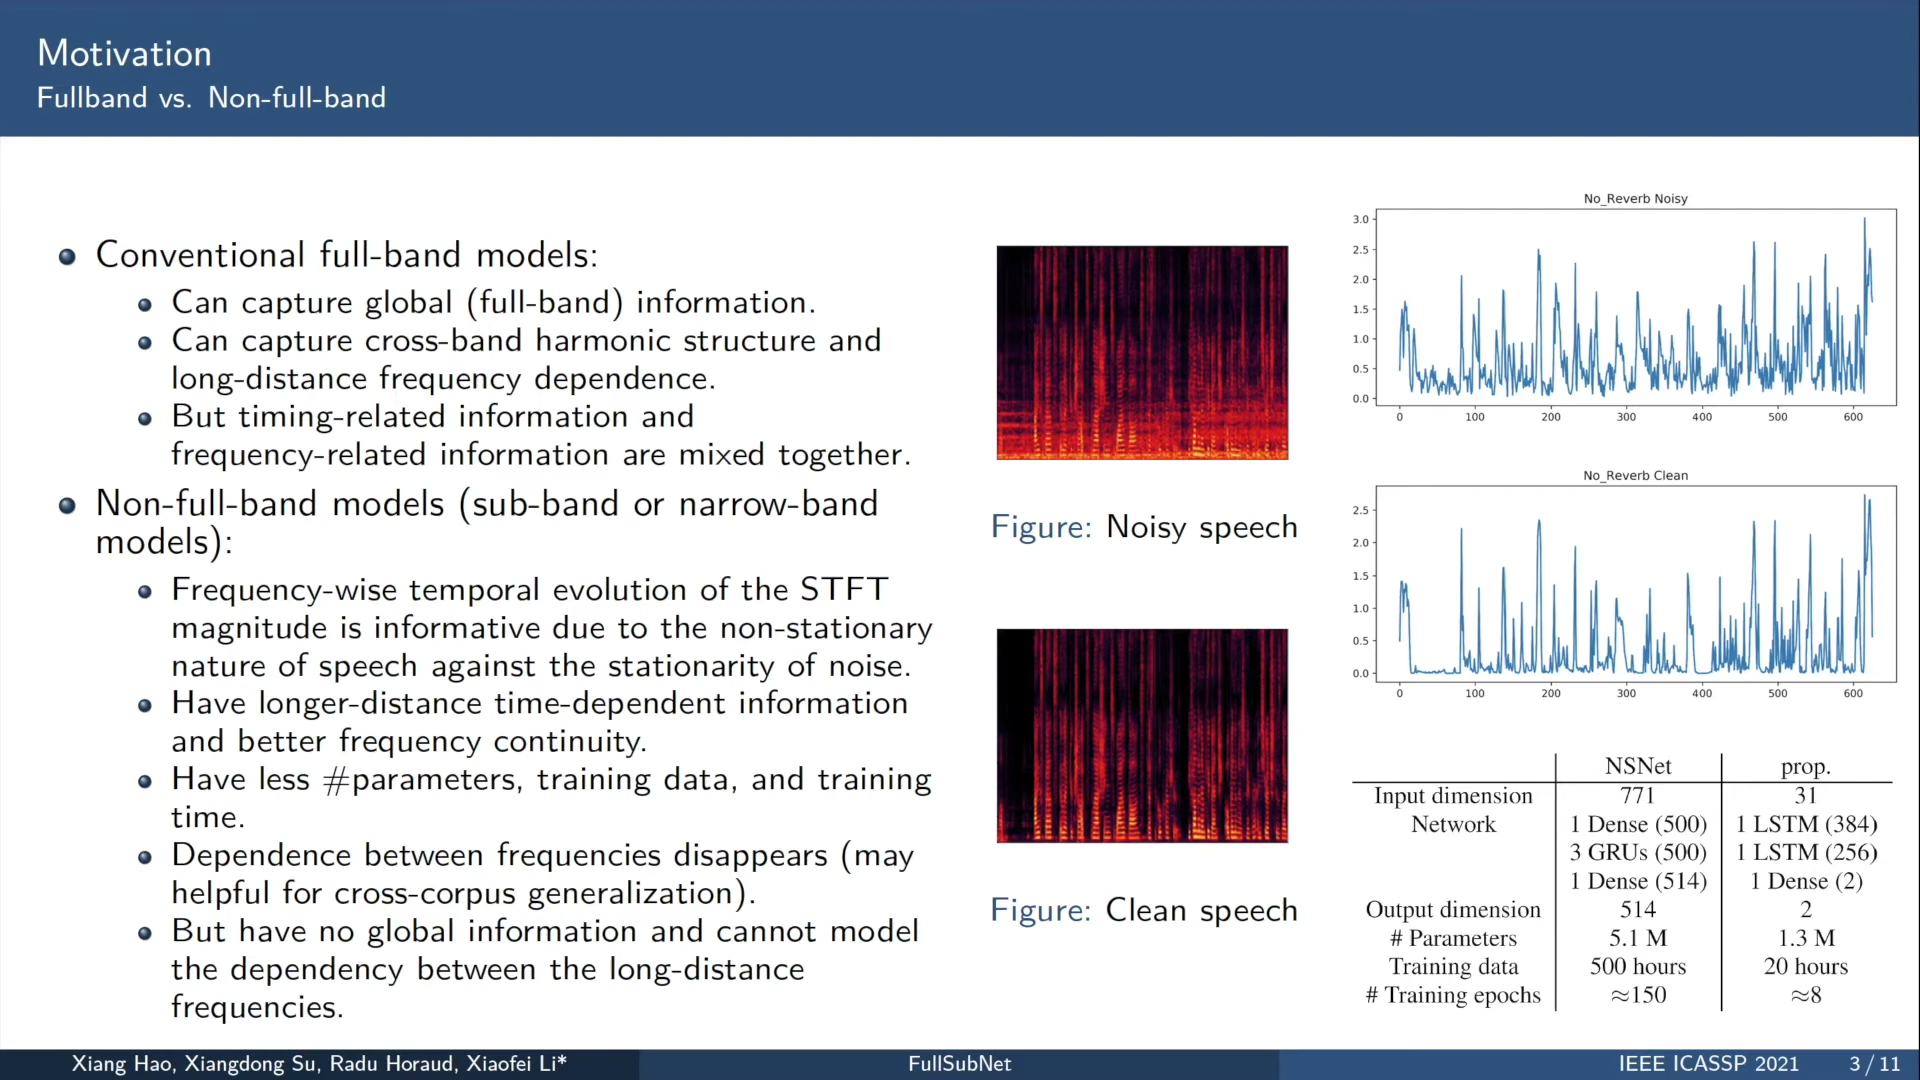 Motivation
Fullband vs. Non-full-band
Conventional full-band models:
Can capture global (full-band) information.
Can capture cross-band harmonic structure and
long-distance frequency dependence.
But timing-related information and
frequency-related information are mixed together.
Non-full-band models (sub-band or narrow-band
models):
Frequency-wise temporal evolution of the STFT
magnitude is informative due to the non-stationary
nature of speech against the stationarity of noise.
Have longer-distance time-dependent information
and better frequency continuity.
Have less #parameters, training data, and training
time.
Dependence between frequencies disappears (may
helpful for cross-corpus generalization).
But have no global information and cannot model
the dependency between the long-distance
frequencies.
Figure: Noisy speech
Figure: Clean speech
No_Reverb Noisy
3.0
2.5
2.0
1.5
1.0
0.5
0.0
0 100 200 300 400 500 600
No_Reverb Clean
2.5
2.0
1.5
1.0
0.5
0.0
0 100 200 300 400 500 600
NSNet prop.
Input dimension 771 31
Network 1 Dense (500) 1 LSTM (384)
3 GRUs (500) 1 LSTM (256)
1 Dense (514) 1 Dense (2)
Output dimension 514 2
# Parameters 5.1 M 1.3 M
Training data 500 hours 20 hours
# Training epochs ≈150 ≈8
Xiang Hao, Xiangdong Su, Radu Horaud, Xiaofei Li* FullSubNet IEEE ICASSP 2021 3 / 11